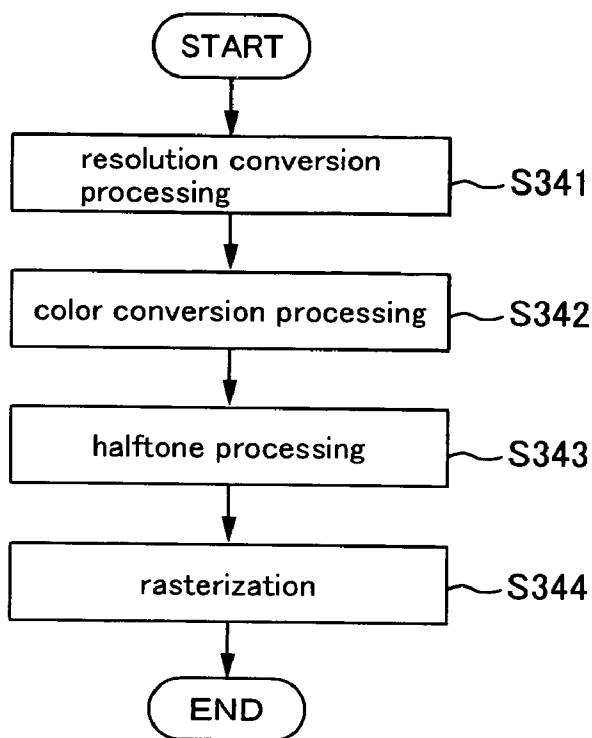 START
resolution conversion
processing
S341
color conversion processing
S342
halftone processing
S343
rasterization
S344
END